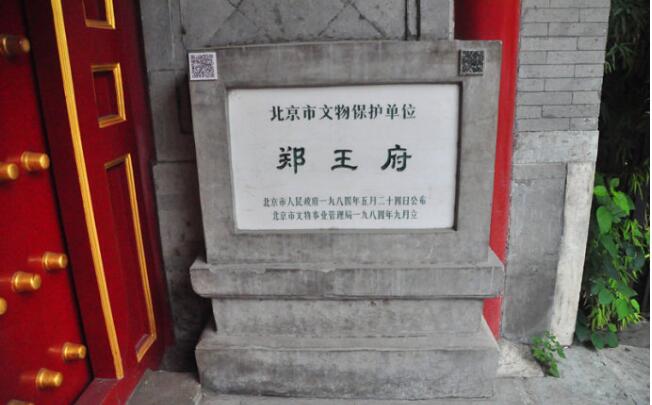 北京市文物保护单位
郑王府
北京市人民政府一九八四年五月二十四日公布
北京市文物事业管理局一九八四年九月立